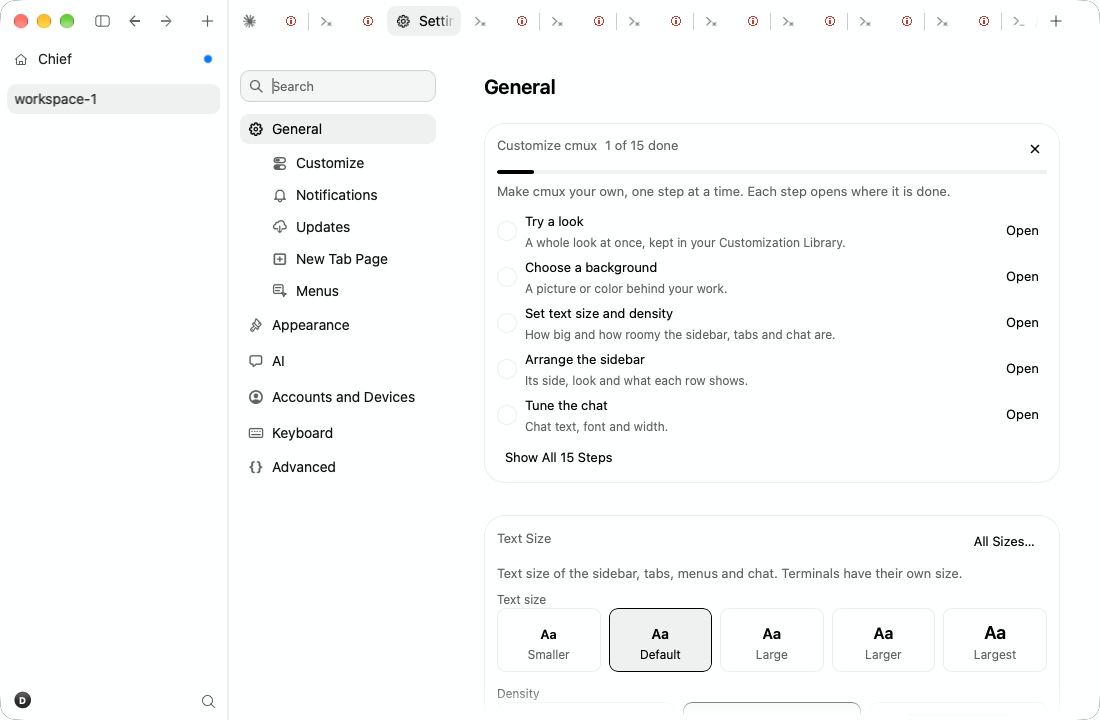 Settin
Chief
workspace-1
D
Search
General
Customize
Notifications
Updates
New Tab Page
Menus
Appearance
AI
Accounts and Devices
Keyboard
Advanced
General
Customize cmux 1 of 15 done
Make cmux your own, one step at a time. Each step opens where it is done.
Try a look
A whole look at once, kept in your Customization Library.
Open
Choose a background
A picture or color behind your work.
Open
Set text size and density
How big and how roomy the sidebar, tabs and chat are.
Open
Arrange the sidebar
Its side, look and what each row shows.
Open
Tune the chat
Chat text, font and width.
Open
Show All 15 Steps
Text Size
All Sizes...
Text size of the sidebar, tabs, menus and chat. Terminals have their own size.
Text size
Aa
Smaller
Aa
Default
Aa
Large
Aa
Larger
Aa
Largest
Density